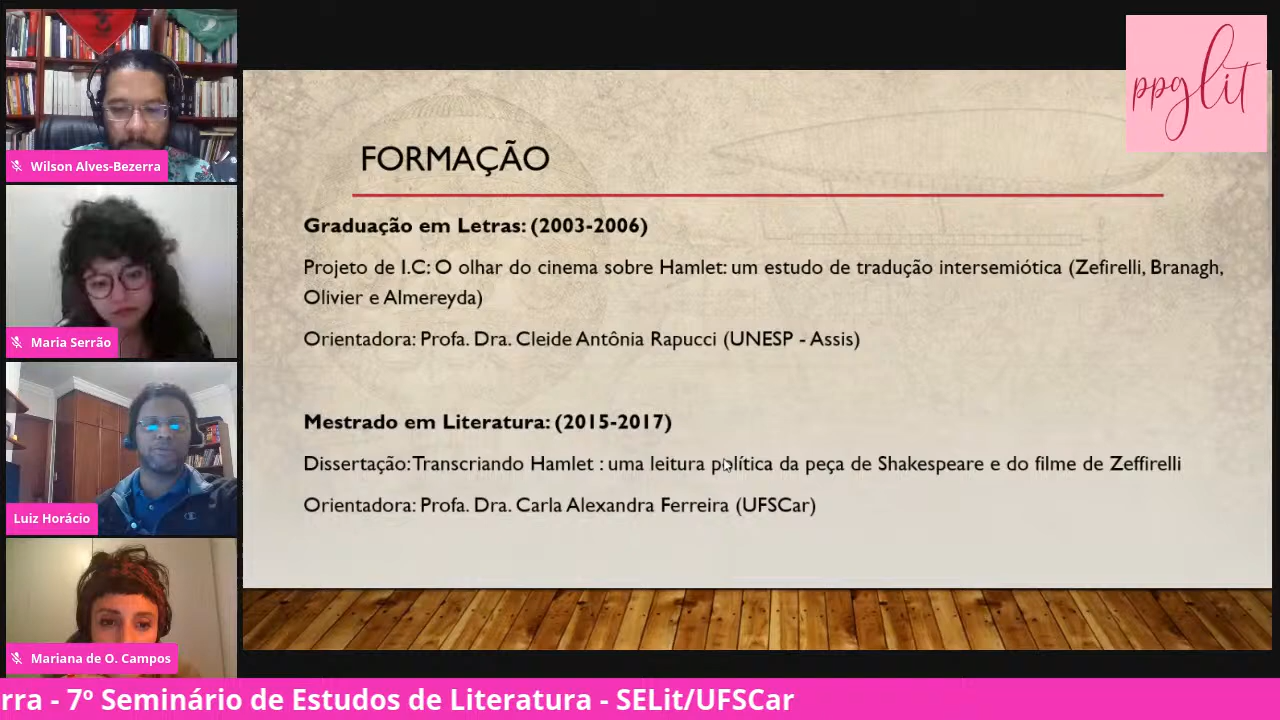 Wilson Alves-Bezerra
Maria Serrão
Luiz Horácio
Mariana de O. Campos
ppglit
FORMAÇÃO
Graduação em Letras: (2003-2006)
Projeto de I.C: O olhar do cinema sobre Hamlet: um estudo de tradução intersemiótica (Zefirelli, Branagh,
Olivier e Almereyda)
Orientadora: Profa. Dra. Cleide Antônia Rapucci (UNESP - Assis)
Mestrado em Literatura: (2015-2017)
Dissertação: Transcriando Hamlet : uma leitura política da peça de Shakespeare e do filme de Zeffirelli
Orientadora: Profa. Dra. Carla Alexandra Ferreira (UFSCar)
rra - 7º Seminário de Estudos de Literatura - SELit/UFSCar